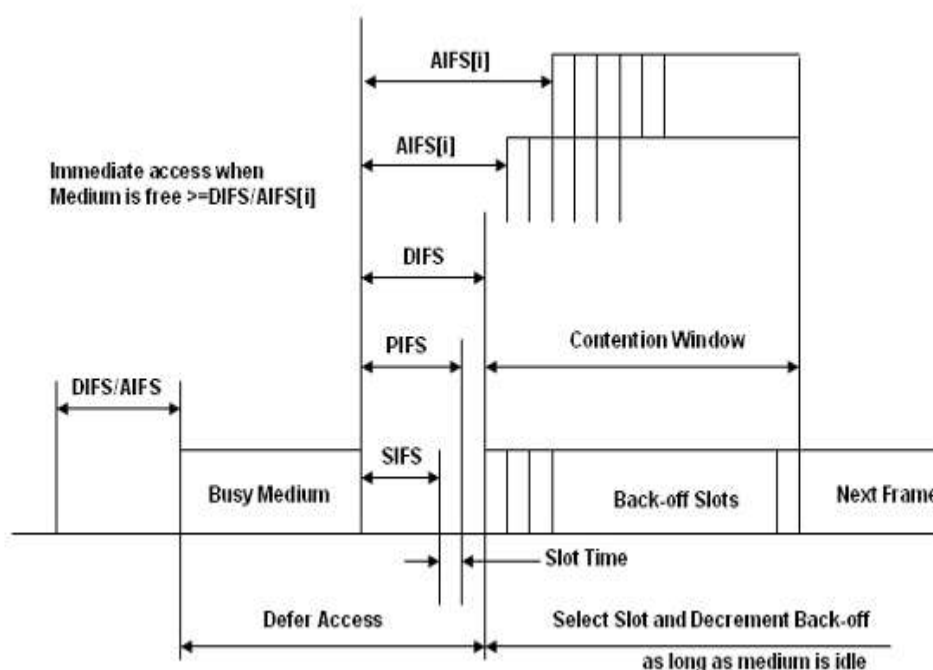 AIFS[i]
AIFS[i]
Immediate access when
Medium is free >=DIFS/AIFS[i]
DIFS
PIFS
Contention Window
DIFS/AIFS
SIFS
Busy Medium
Back-off Slots
Next Frame
Slot Time
Defer Access
Select Slot and Decrement Back-off
as long as medium is idle